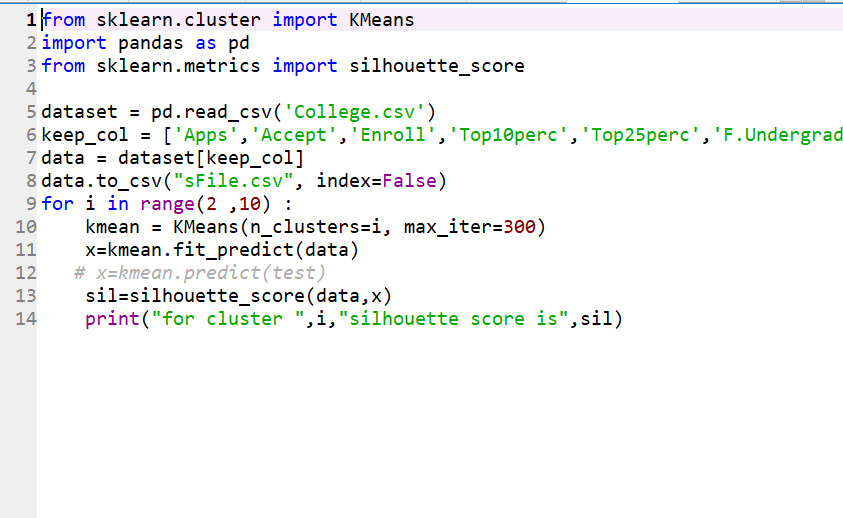 1 from sklearn.cluster import KMeans
2 import pandas as pd
3 from sklearn.metrics import silhouette_score
4
5 dataset = pd.read_csv('College.csv')
6 keep_col = ['Apps','Accept','Enroll','Top10perc','Top25perc','F.Undergrad
7 data = dataset[keep_col]
8 data.to_csv("sFile.csv", index=False)
9 for i in range(2 ,10) :
10     kmean = KMeans(n_clusters=i, max_iter=300)
11     x=kmean.fit_predict(data)
12    # x=kmean.predict(test)
13     sil=silhouette_score(data,x)
14     print("for cluster ",i,"silhouette score is",sil)